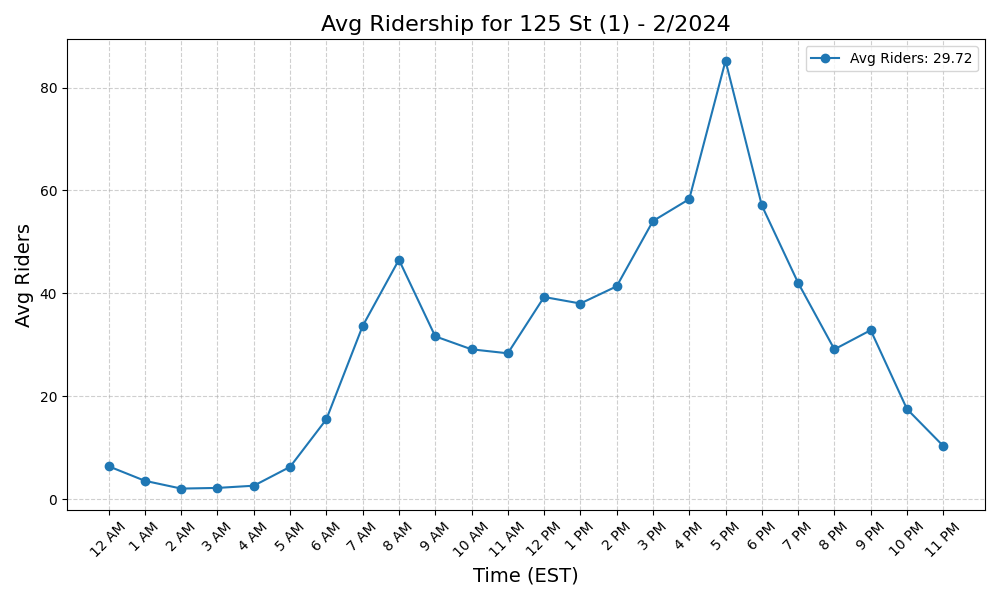 Avg Ridership for 125 St (1) - 2/2024
Avg Riders: 29.72
Avg Riders
80
60
40
20
0
12 AM
1 AM
2 AM
3 AM
4 AM
5 AM
6 AM
7 AM
8 AM
9 AM
10 AM
11 AM
12 PM
1 PM
2 PM
3 PM
4 PM
5 PM
6 PM
7 PM
8 PM
9 PM
10 PM
11 PM
Time (EST)